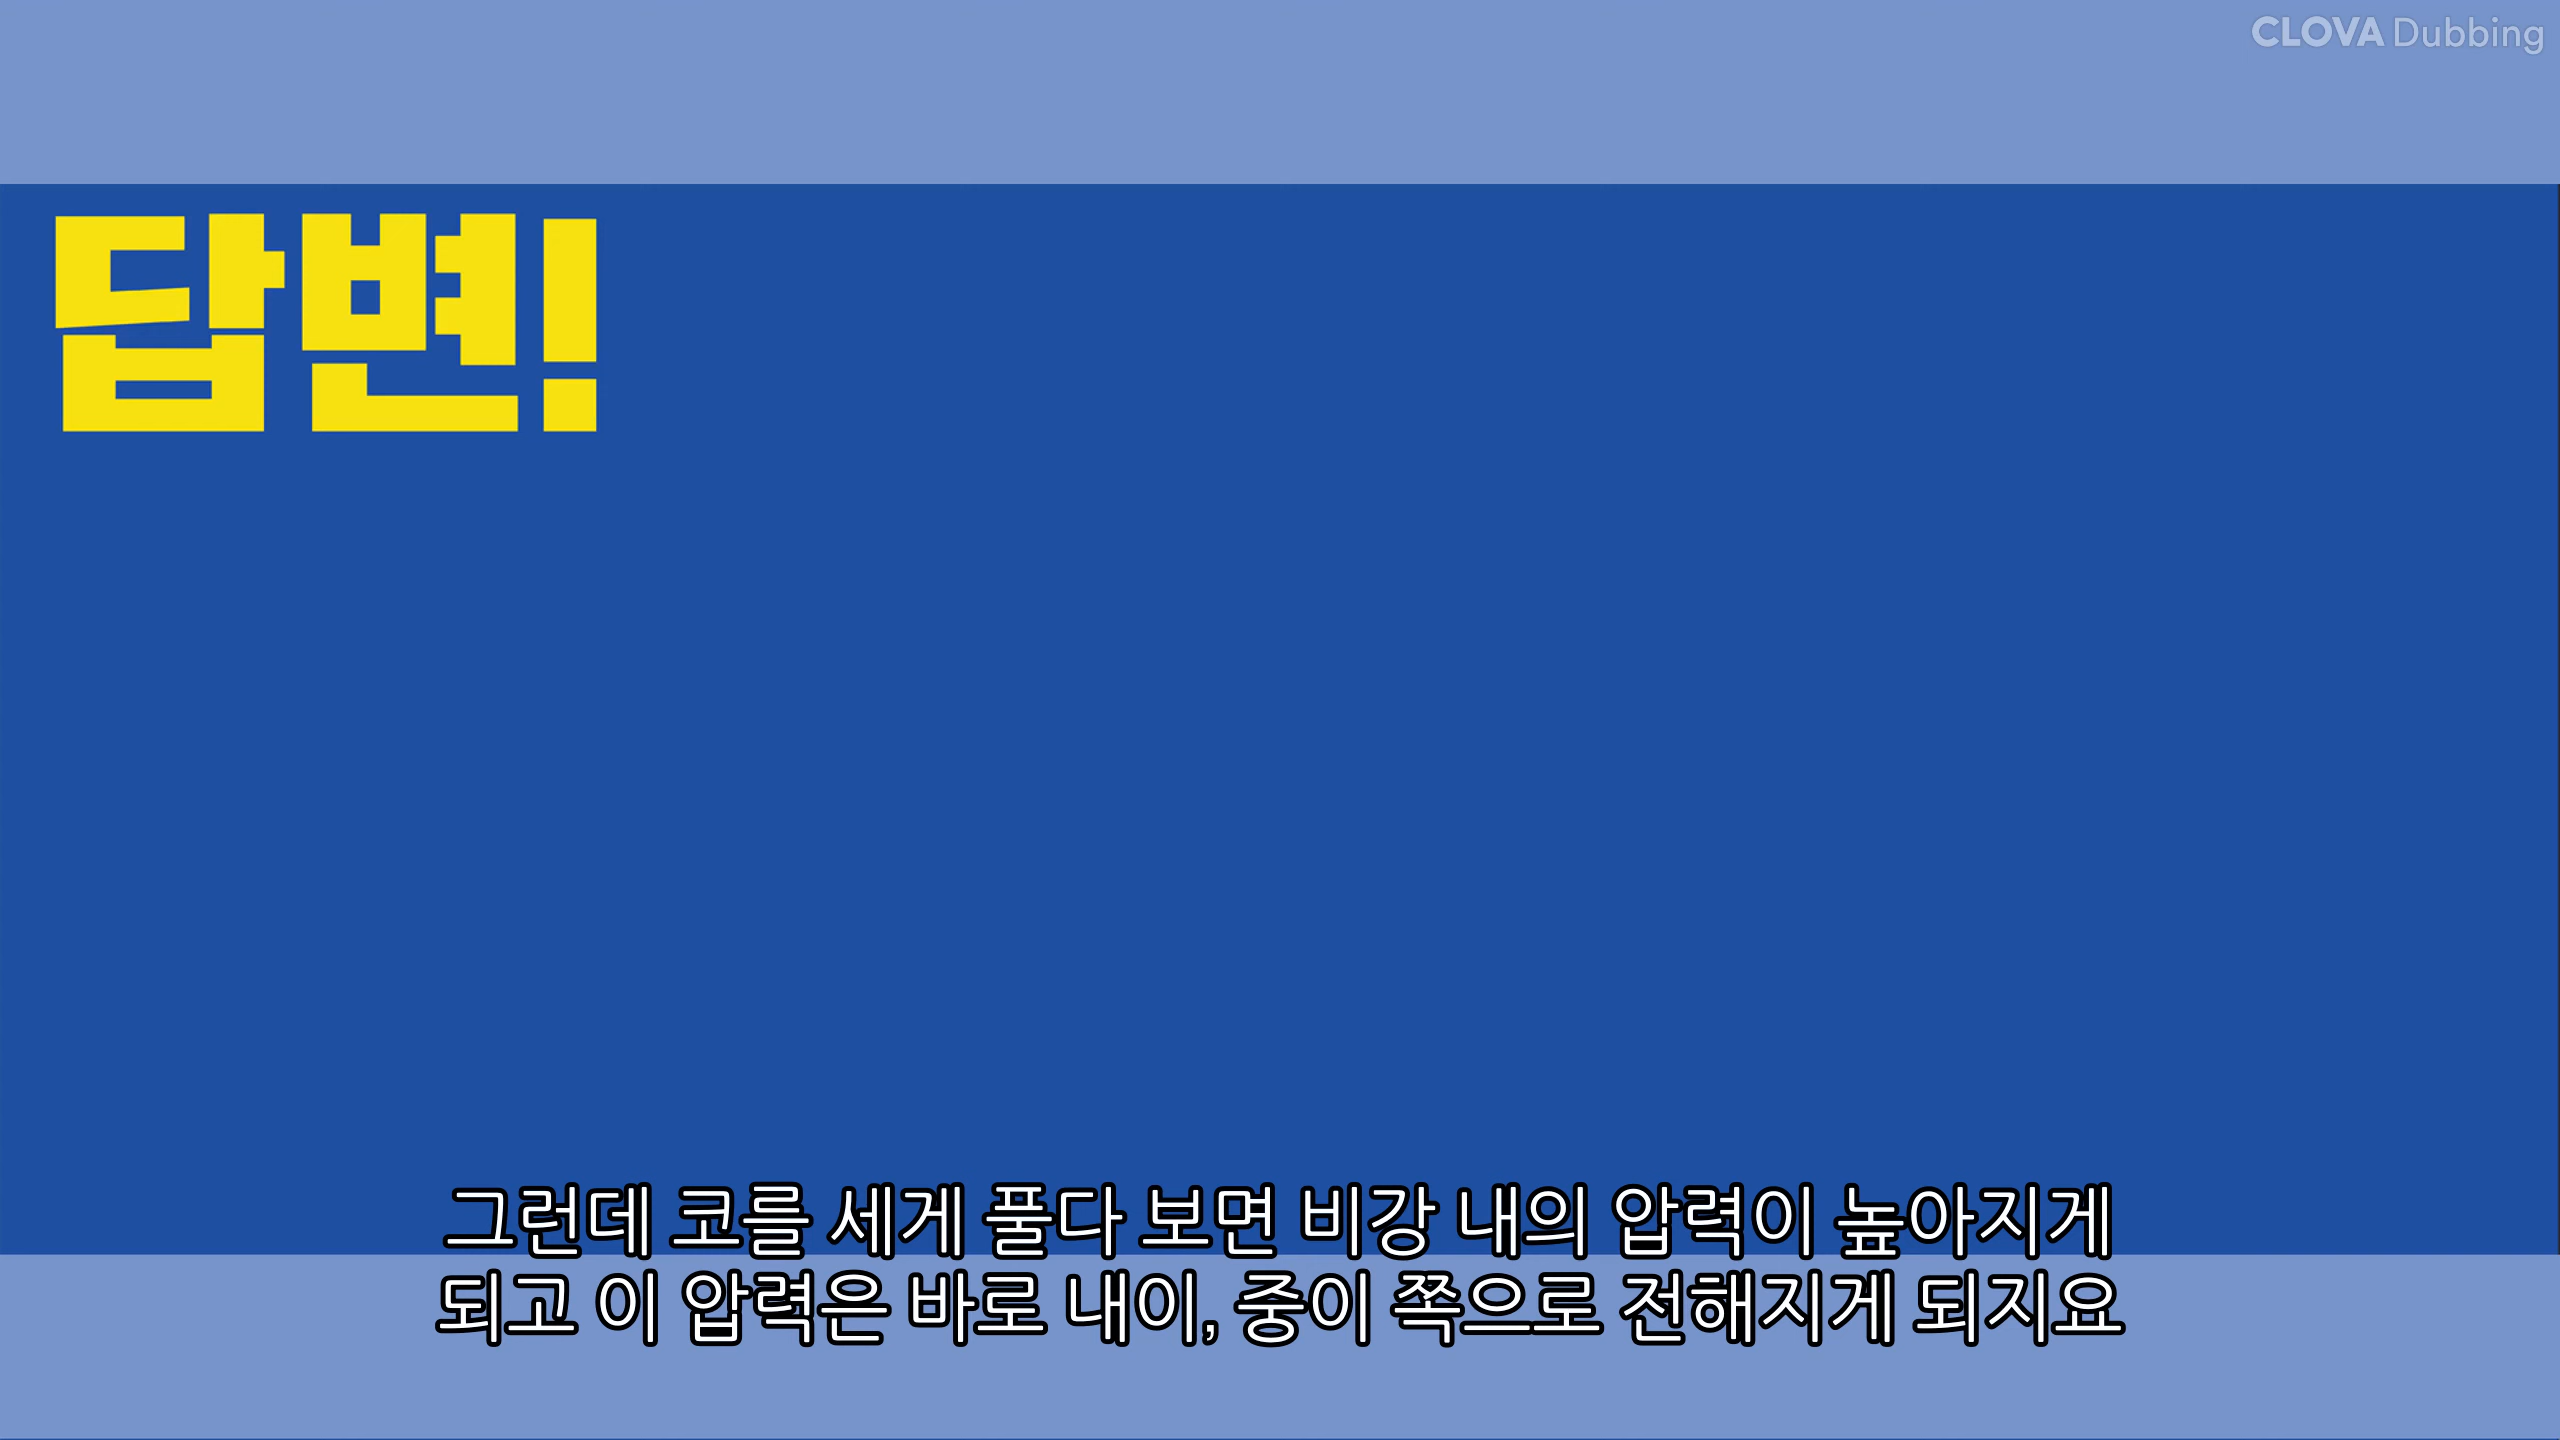 CLOVA Dubbing
답변!
그런데 코를 세게 풀다 보면 비강 내의 압력이 높아지게
되고 이 압력은 바로 내이, 중이 쪽으로 전해지게 되지요